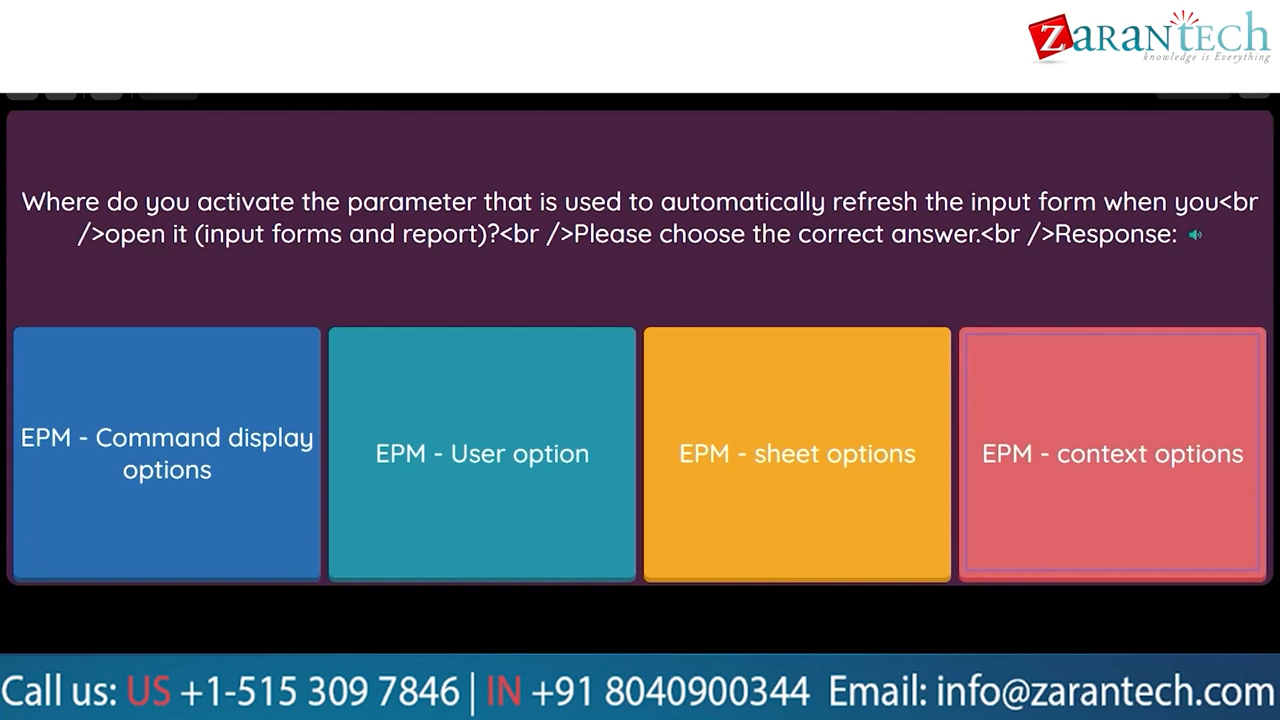 ZARANTECH
knowledge is Everything
Where do you activate the parameter that is used to automatically refresh the input form when you<br
/>open it (input forms and report)?<br />Please choose the correct answer.<br />Response:
EPM - Command display
options
EPM - User option
EPM - sheet options
EPM - context options
Call us: US +1-515 309 7846 | IN +91 8040900344 Email: info@zarantech.com